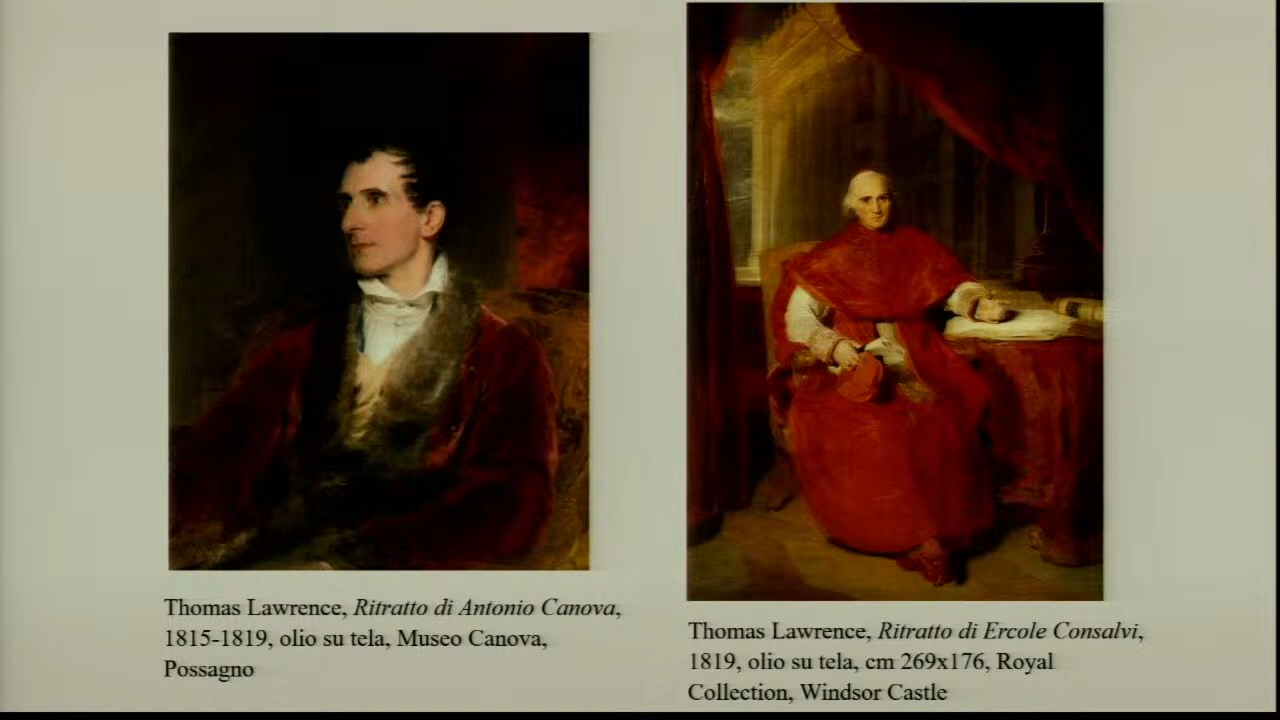 Thomas Lawrence, Ritratto di Antonio Canova,
1815-1819, olio su tela, Museo Canova,
Possagno
Thomas Lawrence, Ritratto di Ercole Consalvi,
1819, olio su tela, cm 269x176, Royal
Collection, Windsor Castle